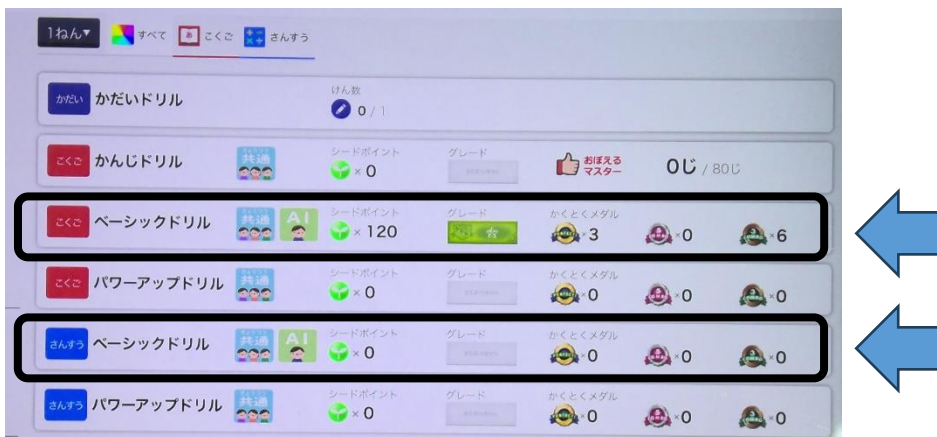 1ねん▼ すべて あ こくご さんすう
かだい かだいドリル けん数 0 / 1
こくご かんじドリル 共通 シードポイント ×0 グレード おぼえるマスター 0じ / 80じ
こくご ベーシックドリル 共通 AI シードポイント ×120 グレード かくとくメダル ×3 ×0 ×6
こくご パワーアップドリル 共通 シードポイント ×0 グレード かくとくメダル ×0 ×0 ×0
さんすう ベーシックドリル 共通 AI シードポイント ×0 グレード かくとくメダル ×0 ×0 ×0
さんすう パワーアップドリル 共通 シードポイント ×0 グレード かくとくメダル ×0 ×0 ×0